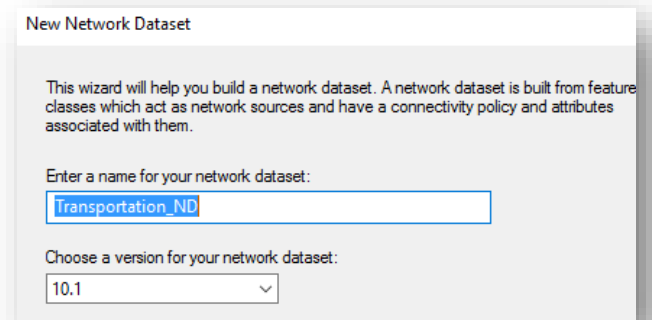 New Network Dataset
This wizard will help you build a network dataset. A network dataset is built from feature
classes which act as network sources and have a connectivity policy and attributes
associated with them.
Enter a name for your network dataset:
Transportation_ND
Choose a version for your network dataset:
10.1